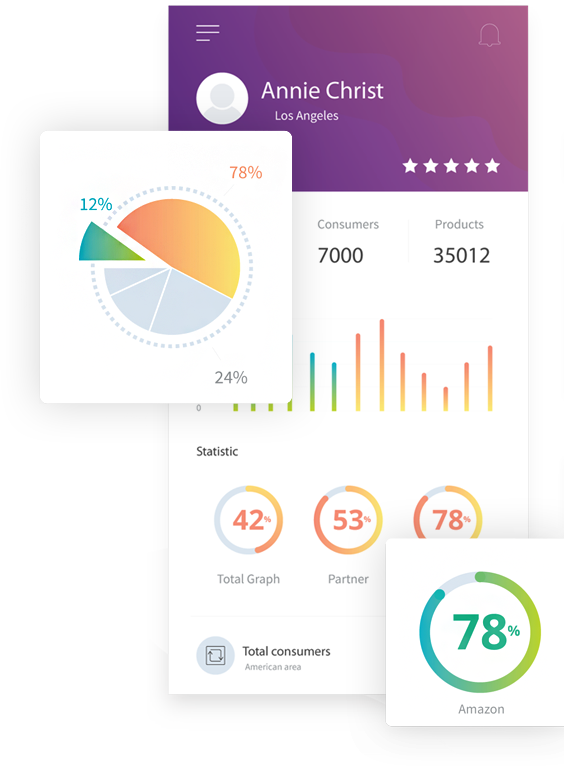 Annie Christ
Los Angeles
78%
12%
24%
Consumers
Products
7000
35012
0
Statistic
42%
53%
78%
Total Graph
Partner
Total consumers
American area
78%
Amazon